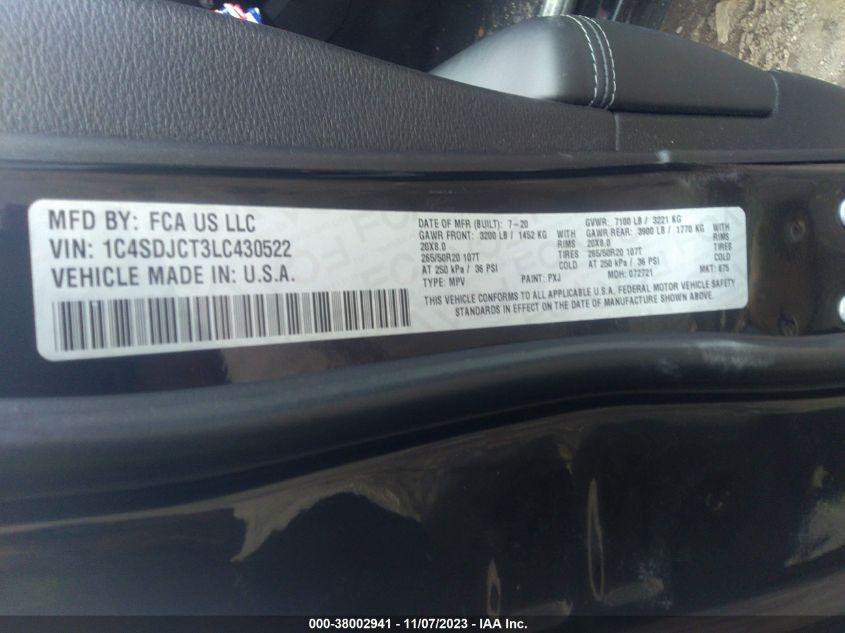 MFD BY: FCA US LLC
VIN: 1C4SDJCT3LC430522
VEHICLE MADE IN: U.S.A.
DATE OF MFR (BUILT): 7-20 GVWR: 7100 LB / 3221 KG
GAWR FRONT: 3200 LB / 1452 KG WITH GAWR REAR: 3900 LB / 1770 KG WITH
20X8.0 RIMS 20X8.0 RIMS
265/50R20 107T TIRES 265/50R20 107T TIRES
AT 250 kPa / 36 PSI COLD AT 250 kPa / 36 PSI COLD
TYPE: MPV PAINT: PXJ MDH: 072721 MKT: 875
THIS VEHICLE CONFORMS TO ALL APPLICABLE U.S.A. FEDERAL MOTOR VEHICLE SAFETY
STANDARDS IN EFFECT ON THE DATE OF MANUFACTURE SHOWN ABOVE.
000-38002941 - 11/07/2023 - IAA Inc.